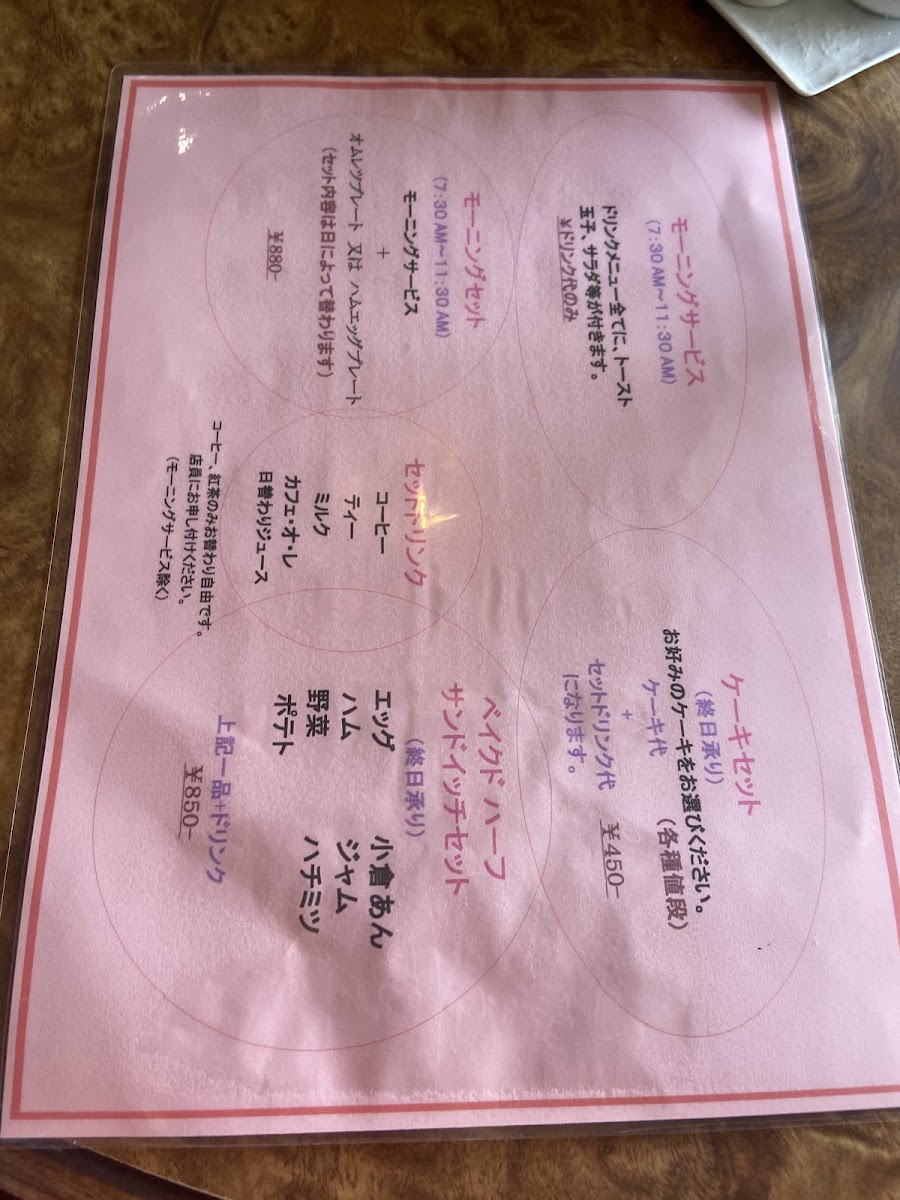 モーニングサービス
(7:30 AM〜11:30 AM)
ドリンクメニュー全てに、トースト
玉子、サラダ等が付きます。
¥ドリンク代のみ
モーニングセット
(7:30 AM〜11:30 AM)
モーニングサービス
+
オムレツプレート 又は ハムエッグプレート
(セット内容は日によって替わります)
¥880-
ケーキセット
(終日承り)
お好みのケーキをお選びください。
ケーキ代 (各種値段)
+
セットドリンク代 ¥450-
になります。
セットドリンク
コーヒー
ティー
ミルク
カフェ・オ・レ
日替わりジュース
コーヒー、紅茶のみお替わり自由です。
店員にお申し付けください。
(モーニングサービス除く)
ベイクド ハーフ
サンドイッチセット
(終日承り)
エッグ 小倉あん
ハム ジャム
野菜 ハチミツ
ポテト
上記一品+ドリンク
¥850-